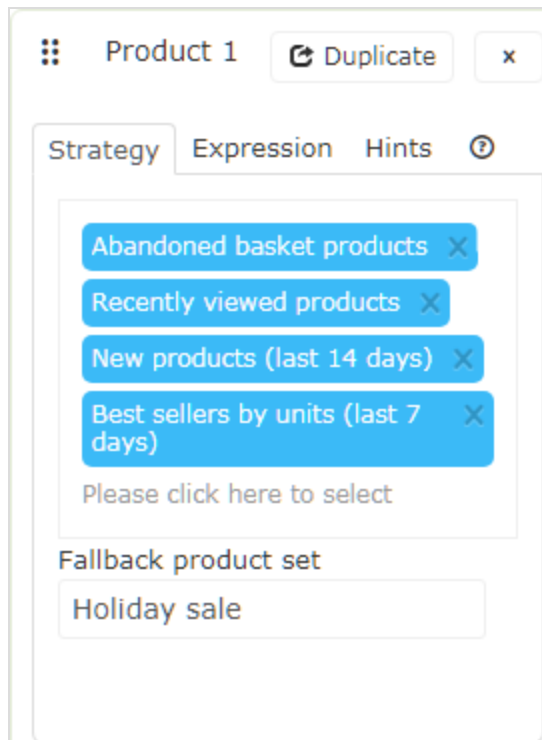 Product 1 Duplicate x
Strategy Expression Hints ?
Abandoned basket products X
Recently viewed products X
New products (last 14 days) X
Best sellers by units (last 7 X
days)
Please click here to select
Fallback product set
Holiday sale